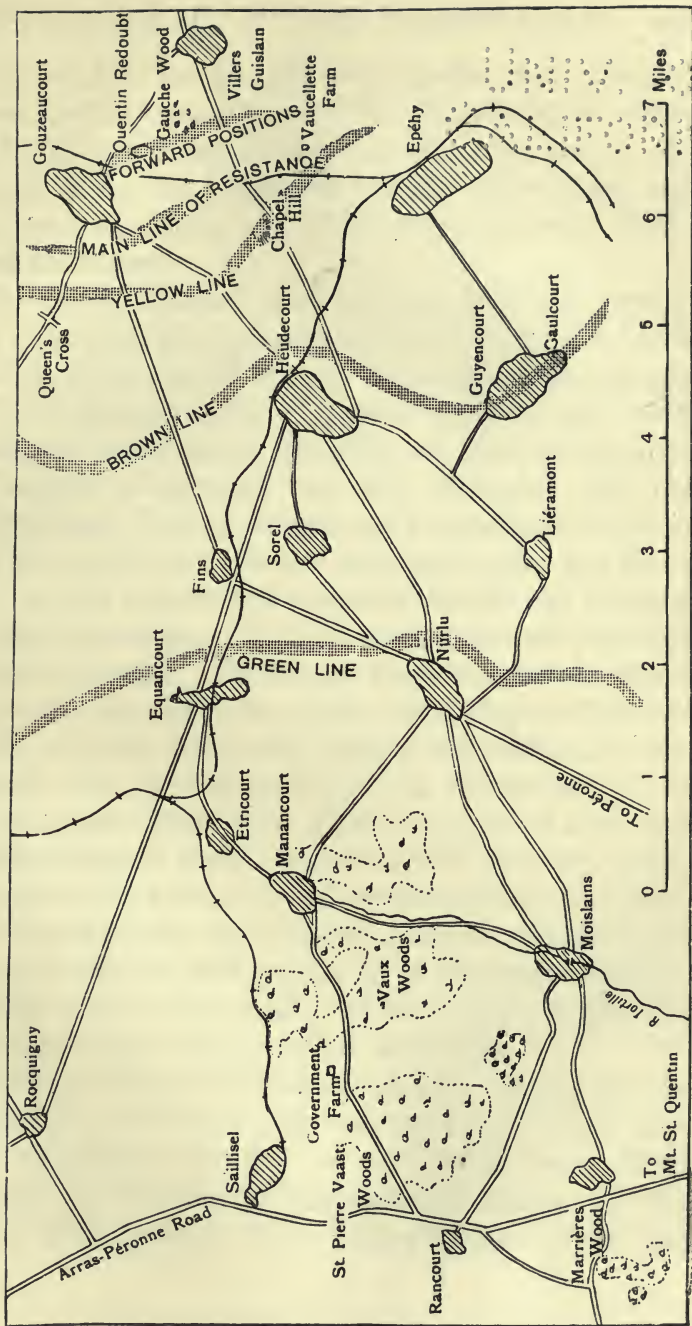 Gouzeaucourt
Quentin Redoubt
Gauche Wood
Villers
Guislain
FORWARD POSITIONS
Vaucellette
Farm
MAIN LINE OF RESISTANCE
Chapel
Hill
YELLOW LINE
Queen's
Cross
Epéhy
BROWN LINE
Heudecourt
Guyencourt
Gaulcourt
Fins
Sorel
Liéramont
GREEN LINE
Equancourt
Nurlu
Etricourt
Manancourt
To Péronne
Vaux
Woods
Moislains
R Tortille
Rocquigny
Saillisel
Government
Farm
St. Pierre Vaast
Woods
Arras-Péronne Road
Rancourt
Marrières
Wood
To
Mt. St. Quentin
0 1 2 3 4 5 6 7 Miles